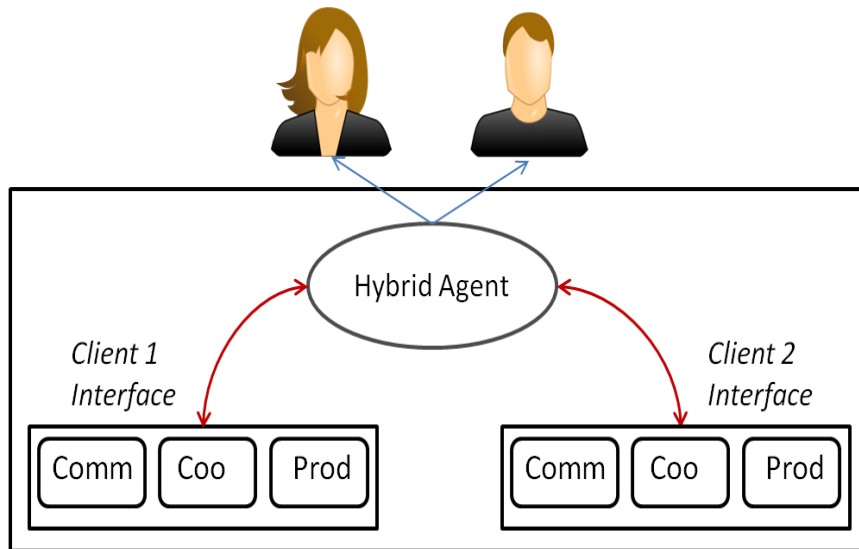 Hybrid Agent
Client 1
Interface
Client 2
Interface
Comm
Coo
Prod
Comm
Coo
Prod